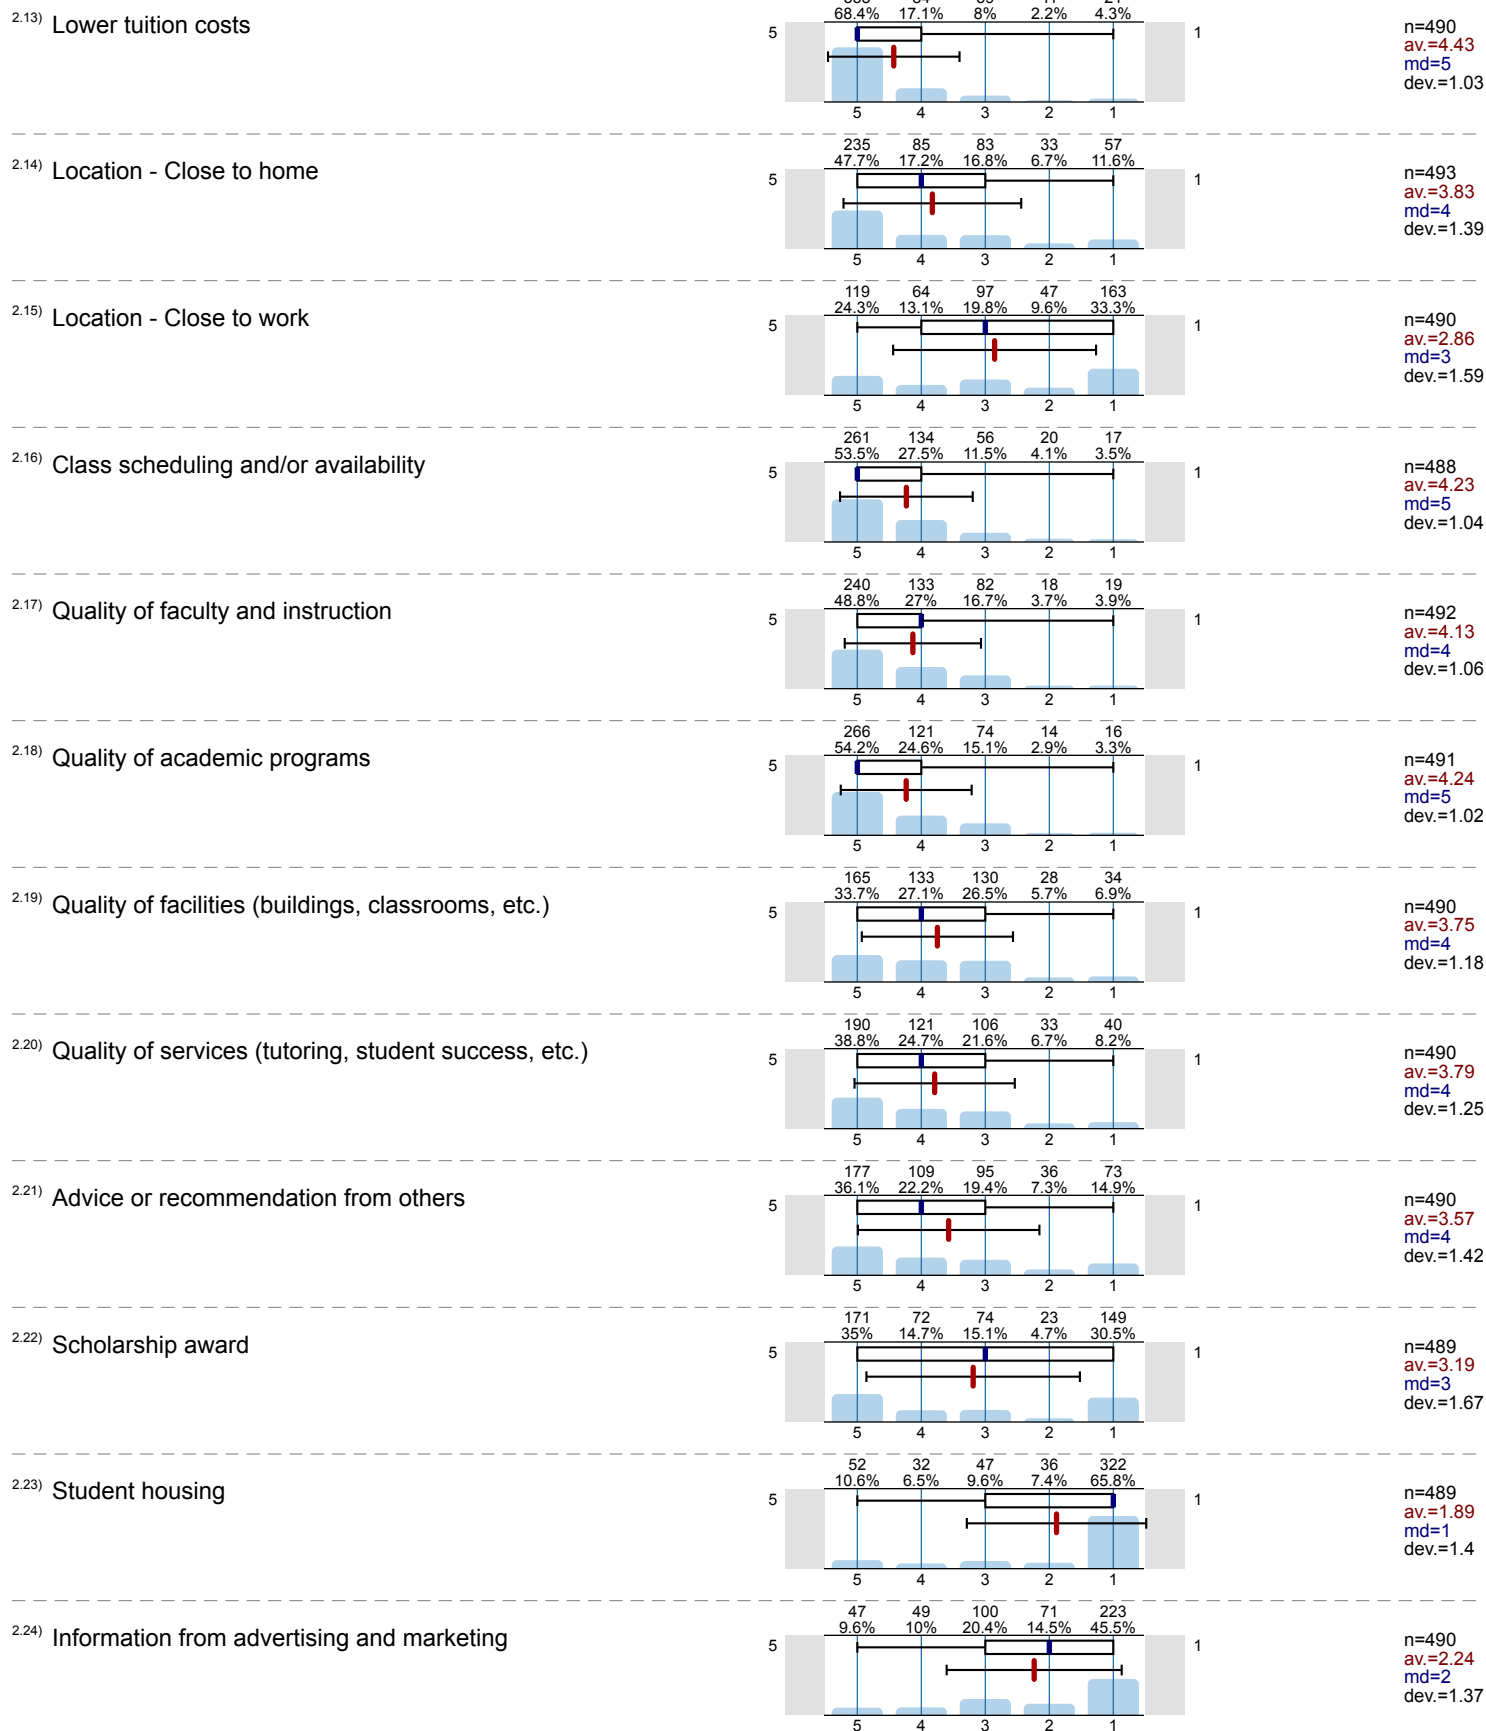 2.13) Lower tuition costs
68.4% 17.1% 8% 2.2% 4.3%
5 1
5 4 3 2 1
n=490
av.=4.43
md=5
dev.=1.03
2.14) Location - Close to home
235 85 83 33 57
47.7% 17.2% 16.8% 6.7% 11.6%
5 1
5 4 3 2 1
n=493
av.=3.83
md=4
dev.=1.39
2.15) Location - Close to work
119 64 97 47 163
24.3% 13.1% 19.8% 9.6% 33.3%
5 1
5 4 3 2 1
n=490
av.=2.86
md=3
dev.=1.59
2.16) Class scheduling and/or availability
261 134 56 20 17
53.5% 27.5% 11.5% 4.1% 3.5%
5 1
5 4 3 2 1
n=488
av.=4.23
md=5
dev.=1.04
2.17) Quality of faculty and instruction
240 133 82 18 19
48.8% 27% 16.7% 3.7% 3.9%
5 1
5 4 3 2 1
n=492
av.=4.13
md=4
dev.=1.06
2.18) Quality of academic programs
266 121 74 14 16
54.2% 24.6% 15.1% 2.9% 3.3%
5 1
5 4 3 2 1
n=491
av.=4.24
md=5
dev.=1.02
2.19) Quality of facilities (buildings, classrooms, etc.)
165 133 130 28 34
33.7% 27.1% 26.5% 5.7% 6.9%
5 1
5 4 3 2 1
n=490
av.=3.75
md=4
dev.=1.18
2.20) Quality of services (tutoring, student success, etc.)
190 121 106 33 40
38.8% 24.7% 21.6% 6.7% 8.2%
5 1
5 4 3 2 1
n=490
av.=3.79
md=4
dev.=1.25
2.21) Advice or recommendation from others
177 109 95 36 73
36.1% 22.2% 19.4% 7.3% 14.9%
5 1
5 4 3 2 1
n=490
av.=3.57
md=4
dev.=1.42
2.22) Scholarship award
171 72 74 23 149
35% 14.7% 15.1% 4.7% 30.5%
5 1
5 4 3 2 1
n=489
av.=3.19
md=3
dev.=1.67
2.23) Student housing
52 32 47 36 322
10.6% 6.5% 9.6% 7.4% 65.8%
5 1
5 4 3 2 1
n=489
av.=1.89
md=1
dev.=1.4
2.24) Information from advertising and marketing
47 49 100 71 223
9.6% 10% 20.4% 14.5% 45.5%
5 1
5 4 3 2 1
n=490
av.=2.24
md=2
dev.=1.37